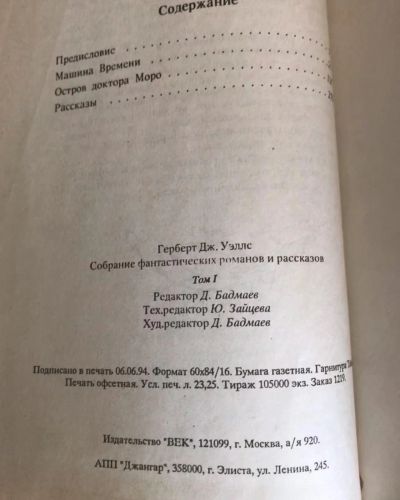 Содержание
Предисловие
Машина Времени
Остров доктора Моро
Рассказы
Герберт Дж. Уэллс
Собрание фантастических романов и рассказов
Том I
Редактор Д. Бадмаев
Тех.редактор Ю. Зайцева
Худ.редактор Д. Бадмаев
Подписано в печать 06.06.94. Формат 60x84/16. Бумага газетная. Гарнитура
Печать офсетная. Усл. печ. л. 23,25. Тираж 105000 экз. Заказ 1219.
Издательство "ВЕК", 121099, г. Москва, а/я 920.
АПП "Джангар", 358000, г. Элиста, ул. Ленина, 245.